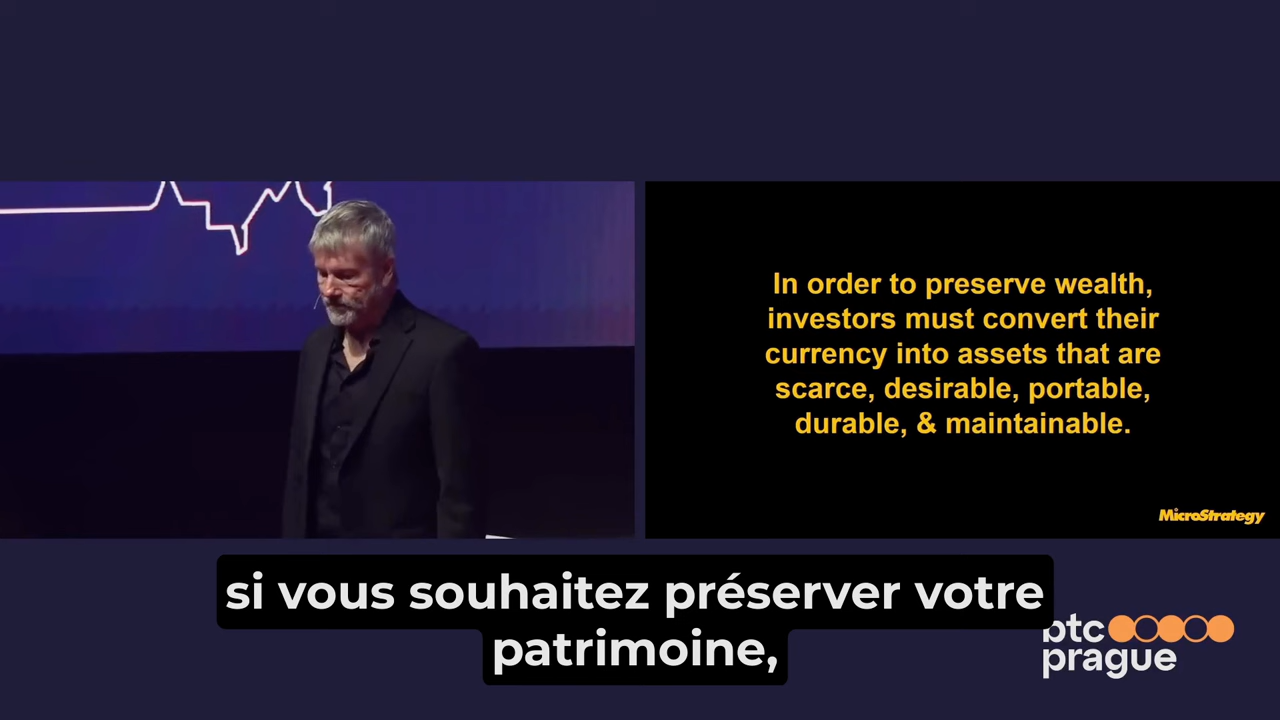 In order to preserve wealth,
investors must convert their
currency into assets that are
scarce, desirable, portable,
durable, & maintainable.
MicroStrategy
si vous souhaitez préserver votre
patrimoine,
btc
prague